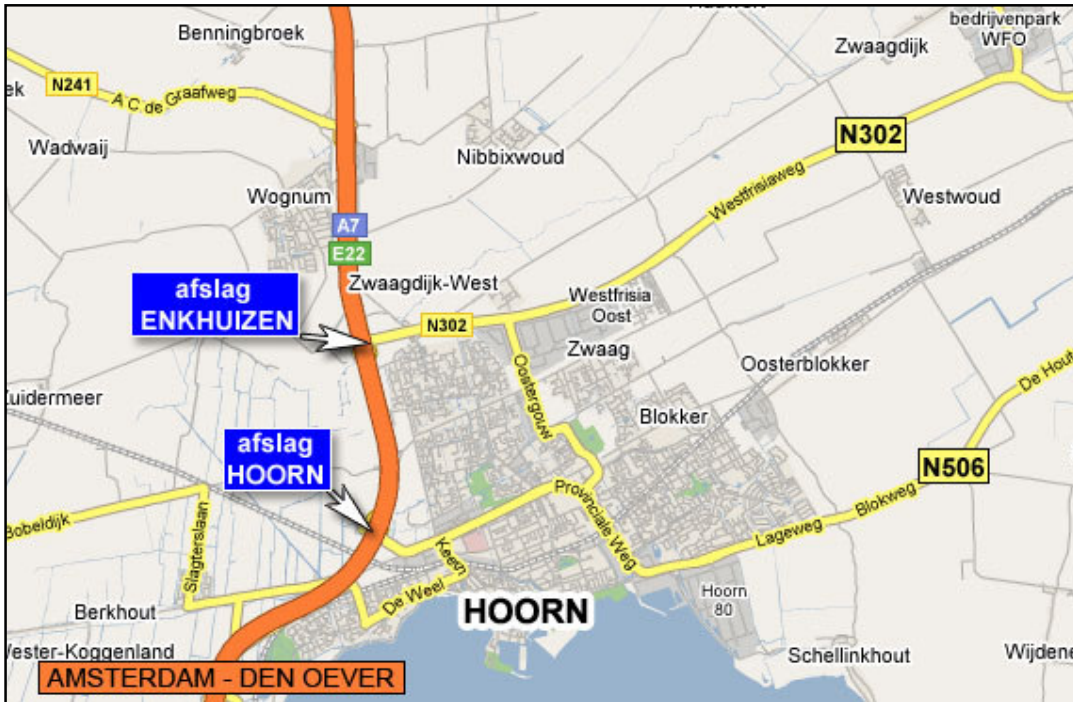 Benningbroek
bedrijvenpark
WFO
Zwaagdijk
N241
A C de Graafweg
ek
Wadwaij
Nibbixwoud
N302
Westfrisiaweg
Westwoud
Wognum
A7
E22
Zwaagdijk-West
afslag
ENKHUIZEN
N302
Westfrisia
Oost
Zwaag
Oostergouw
Oosterblokker
De Hout
Zuidermeer
Blokker
afslag
HOORN
N506
Provinciale Weg
Blokweg
Lageweg
Bobeldijk
Slagterslaan
Keern
De Weel
Berkhout
HOORN
Hoorn
80
Wester-Koggenland
Schellinkhout
Wijdene
AMSTERDAM - DEN OEVER